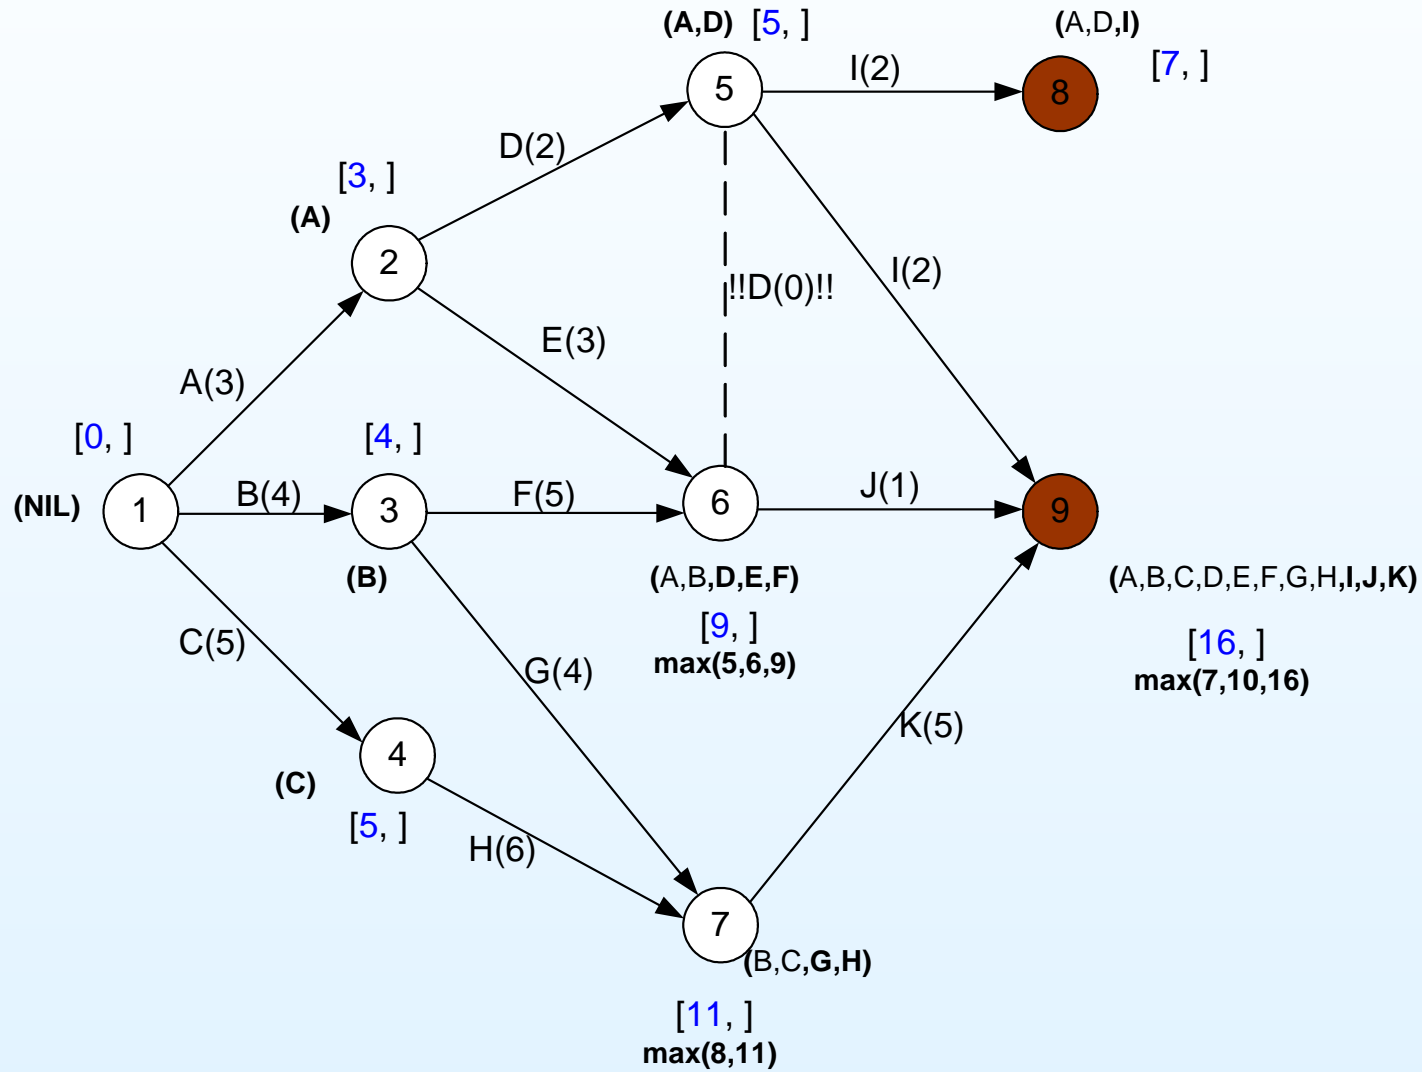 (A,D) [5, ]
(A,D,I)
[7, ]
5
I(2)
8
D(2)
[3, ]
(A)
2
I(2)
!!D(0)!!
E(3)
A(3)
[0, ]
[4, ]
(NIL)
1
B(4)
3
F(5)
6
J(1)
9
(B)
(A,B,D,E,F)
(A,B,C,D,E,F,G,H,I,J,K)
[9, ]
max(5,6,9)
[16, ]
max(7,10,16)
C(5)
G(4)
K(5)
4
(C)
[5, ]
H(6)
7
(B,C,G,H)
[11, ]
max(8,11)